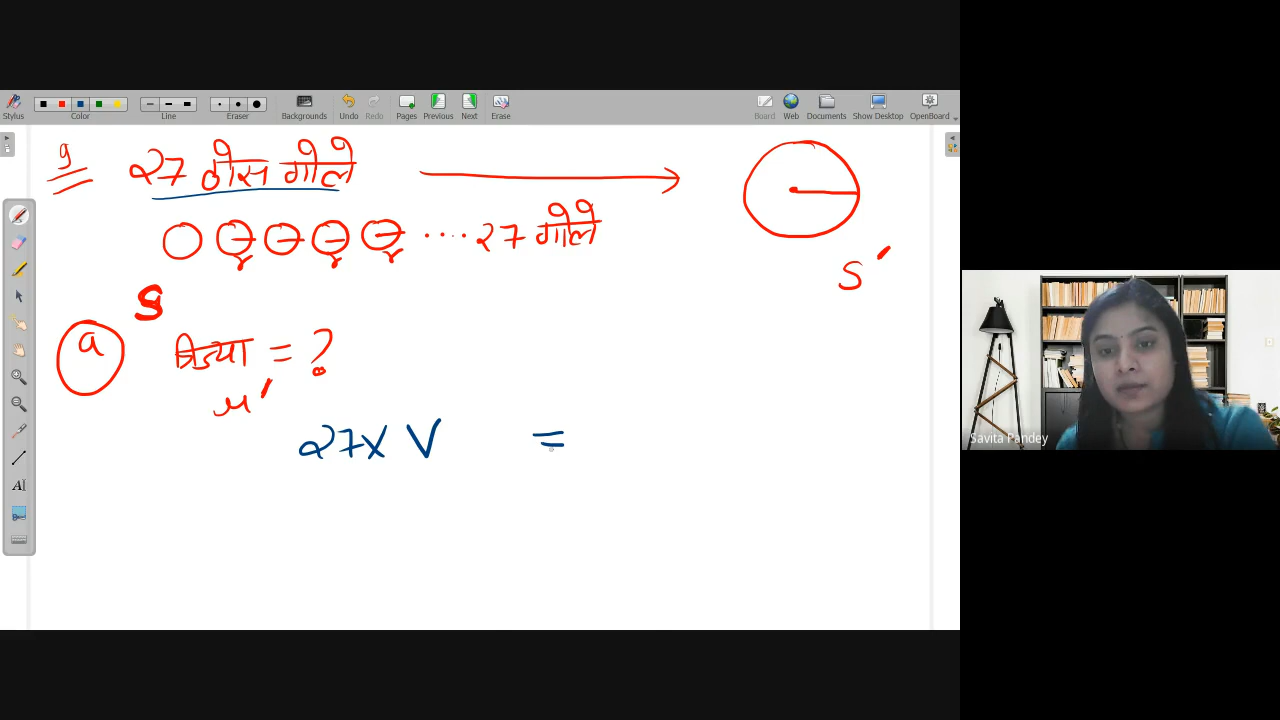 Stylus Color Line Eraser Backgrounds Undo Redo Pages Previous Next Erase Board Web Documents Show Desktop OpenBoard
9 27 ठोस गोले
.... 27 गोले
r r r
S S'
a त्रिज्या = ?
r'
27x V =
AI
Savita Pandey